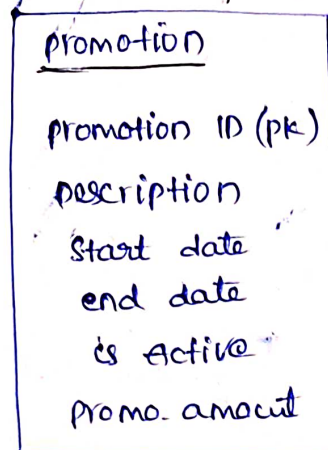 promotion
promotion ID (pk)
Description
Start date
end date
is Active
promo. amount